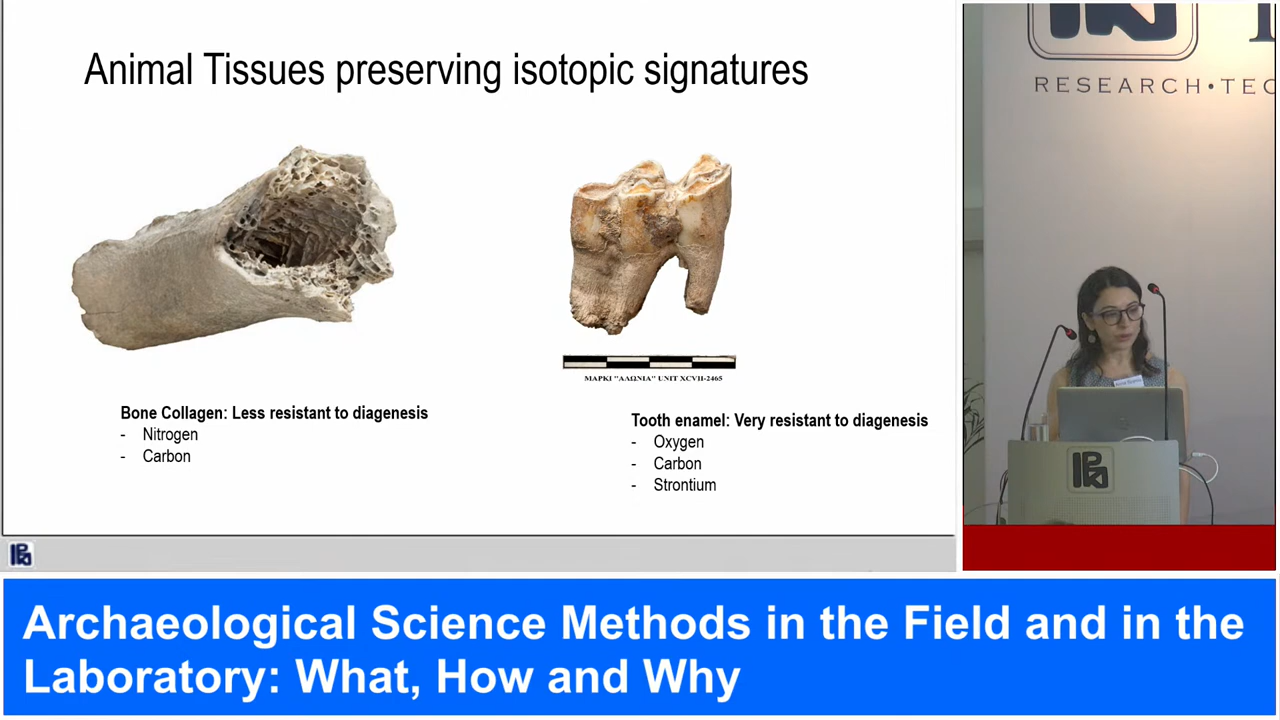 Animal Tissues preserving isotopic signatures
RESEARCH•TEC
ΜΑΡΚΙ "ΑΛΩΝΙΑ" UNIT XCVII-2465
Bone Collagen: Less resistant to diagenesis
- Nitrogen
- Carbon
Tooth enamel: Very resistant to diagenesis
- Oxygen
- Carbon
- Strontium
Archaeological Science Methods in the Field and in the
Laboratory: What, How and Why